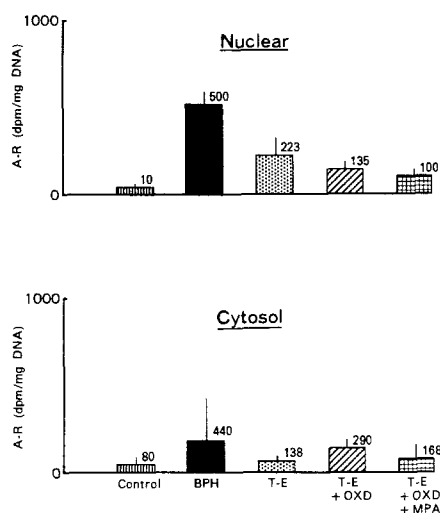 Nuclear
A-R (dpm/mg DNA)
1000
0
10
500
223
135
100
Cytosol
A-R (dpm/mg DNA)
1000
0
80
440
138
290
168
Control BPH T-E T-E T-E
+ OXD + OXD
+ MPA